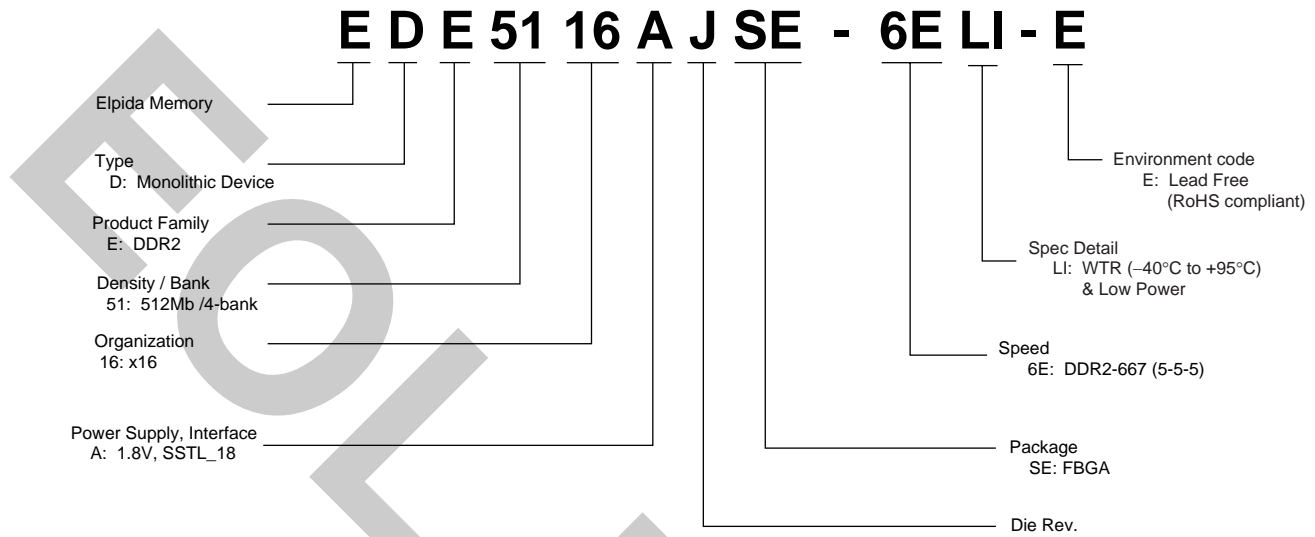 E D E 51 16 A J SE - 6E LI - E
Elpida Memory
Type
D: Monolithic Device
Product Family
E: DDR2
Density / Bank
51: 512Mb /4-bank
Organization
16: x16
Power Supply, Interface
A: 1.8V, SSTL_18
Environment code
E: Lead Free
(RoHS compliant)
Spec Detail
LI: WTR (−40°C to +95°C)
& Low Power
Speed
6E: DDR2-667 (5-5-5)
Package
SE: FBGA
Die Rev.
EOL